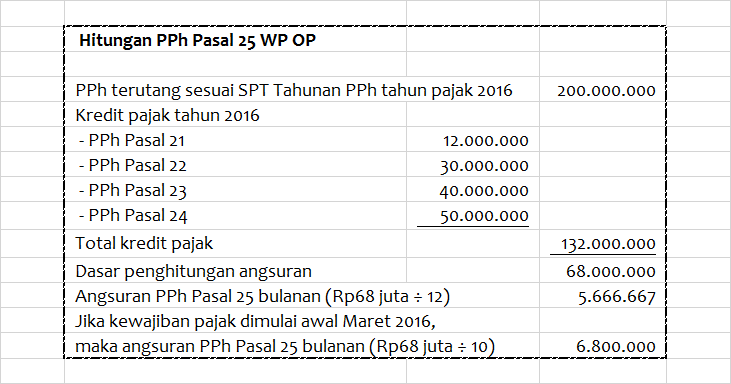 Hitungan PPh Pasal 25 WP OP
PPh terutang sesuai SPT Tahunan PPh tahun pajak 2016 200.000.000
Kredit pajak tahun 2016
- PPh Pasal 21 12.000.000
- PPh Pasal 22 30.000.000
- PPh Pasal 23 40.000.000
- PPh Pasal 24 50.000.000
Total kredit pajak 132.000.000
Dasar penghitungan angsuran 68.000.000
Angsuran PPh Pasal 25 bulanan (Rp68 juta ÷ 12) 5.666.667
Jika kewajiban pajak dimulai awal Maret 2016,
maka angsuran PPh Pasal 25 bulanan (Rp68 juta ÷ 10) 6.800.000